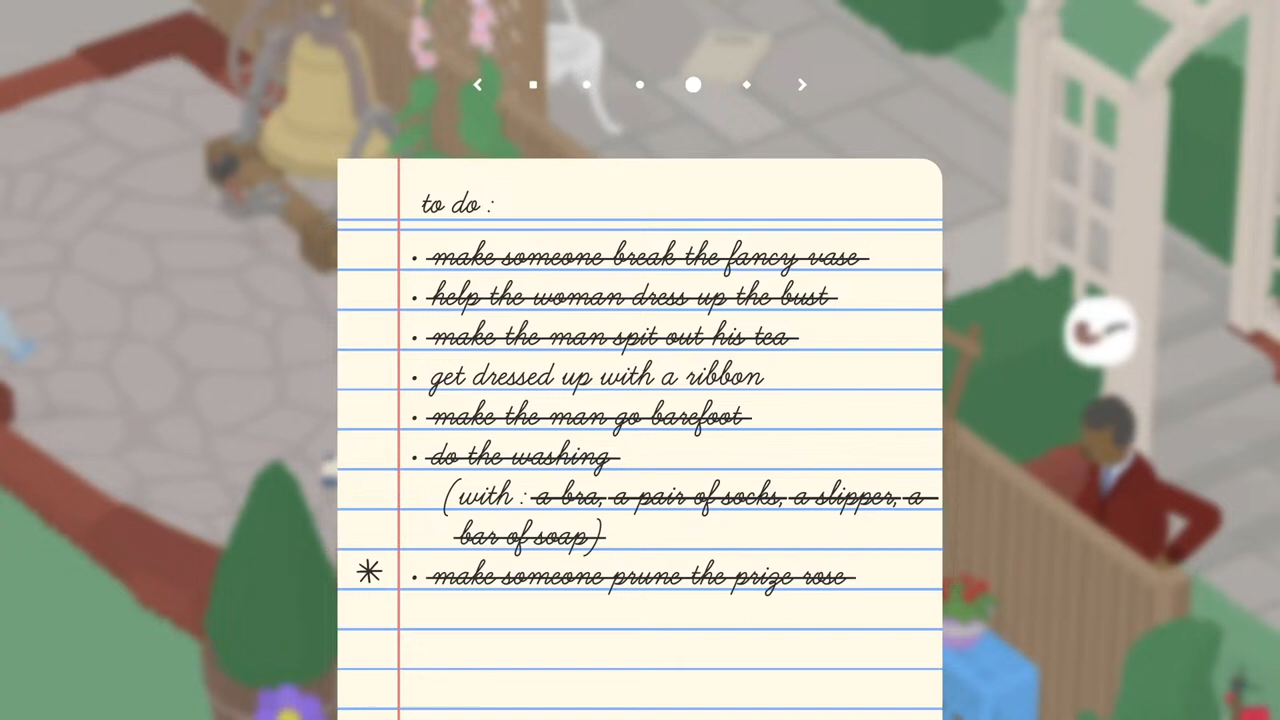 to do :
• make someone break the fancy vase
• help the woman dress up the bust
• make the man spit out his tea
• get dressed up with a ribbon
• make the man go barefoot
• do the washing
(with : a bra, a pair of socks, a slipper, a
bar of soap)
• make someone prune the prize rose